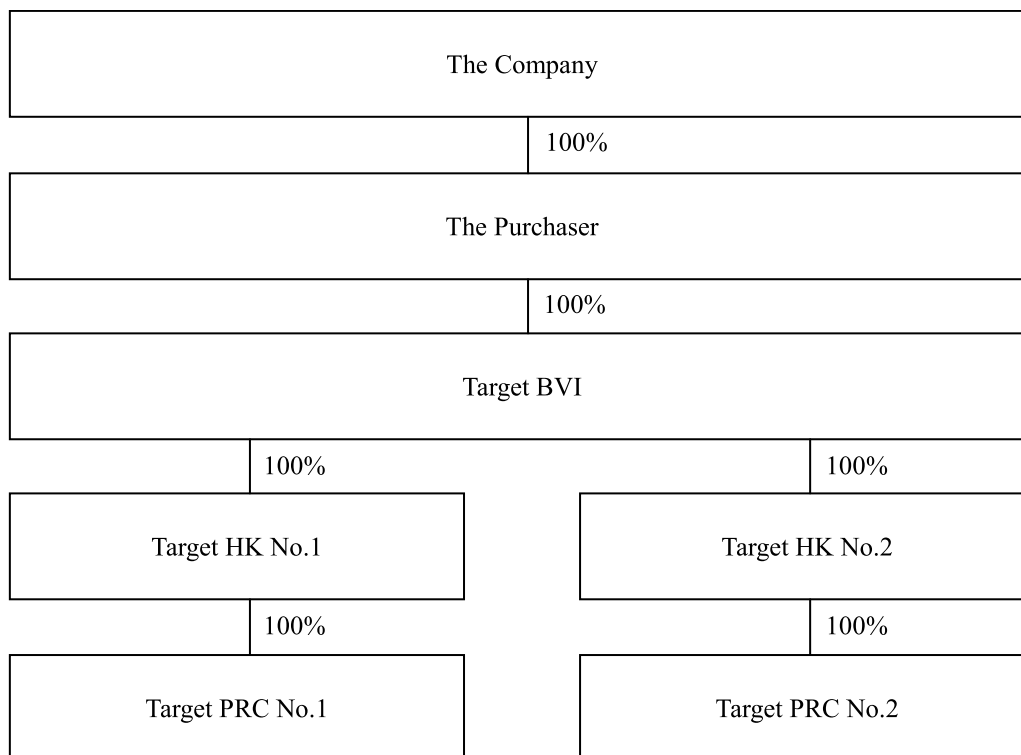 The Company
100%
The Purchaser
100%
Target BVI
100%
100%
Target HK No.1
Target HK No.2
100%
100%
Target PRC No.1
Target PRC No.2